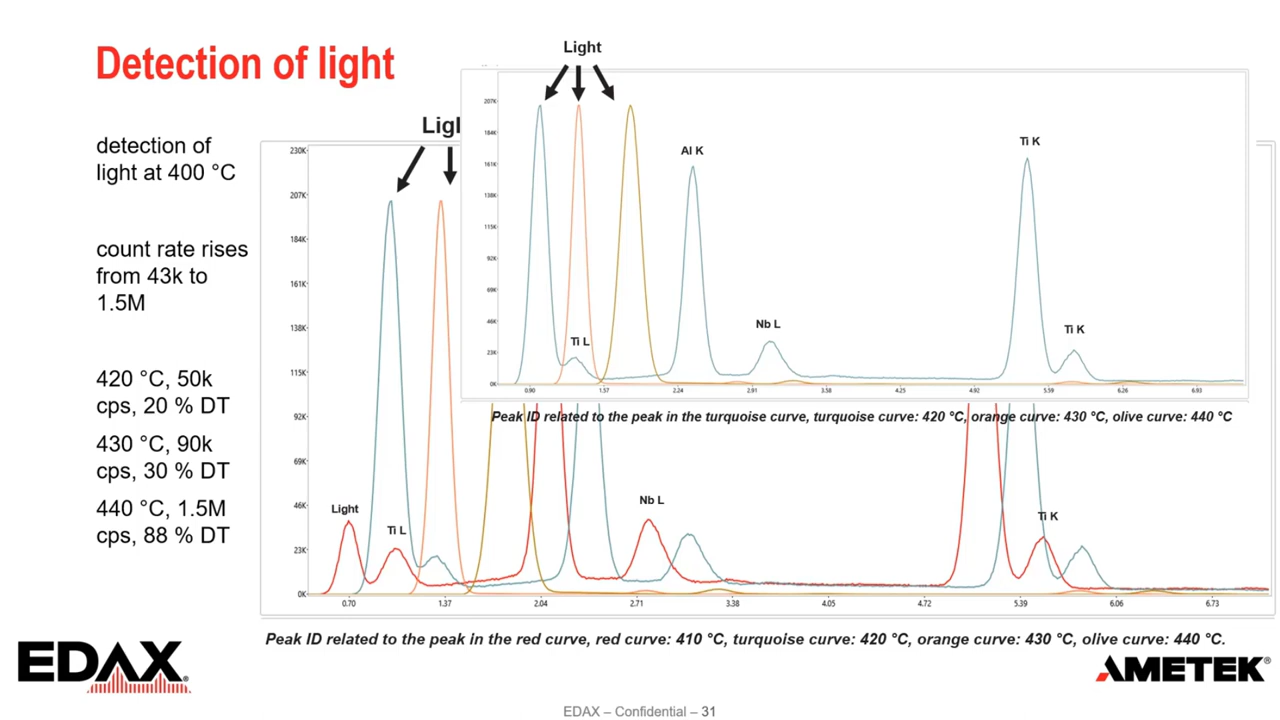 Detection of light
detection of
light at 400 °C
count rate rises
from 43k to
1.5M
420 °C, 50k
cps, 20 % DT
430 °C, 90k
cps, 30 % DT
440 °C, 1.5M
cps, 88 % DT
Light
207K
184K
161K
138K
115K
92K
69K
46K
23K
0K
Al K
Ti K
Ti L
Nb L
Ti K
0.90 1.57 2.24 2.91 3.58 4.25 4.92 5.59 6.26 6.93
Peak ID related to the peak in the turquoise curve, turquoise curve: 420 °C, orange curve: 430 °C, olive curve: 440 °C
Ligl
230K
207K
184K
161K
138K
115K
92K
69K
46K
23K
0K
Light
Ti L
Nb L
Ti K
0.70 1.37 2.04 2.71 3.38 4.05 4.72 5.39 6.06 6.73
Peak ID related to the peak in the red curve, red curve: 410 °C, turquoise curve: 420 °C, orange curve: 430 °C, olive curve: 440 °C.
EDAX
AMETEK®
EDAX – Confidential – 31